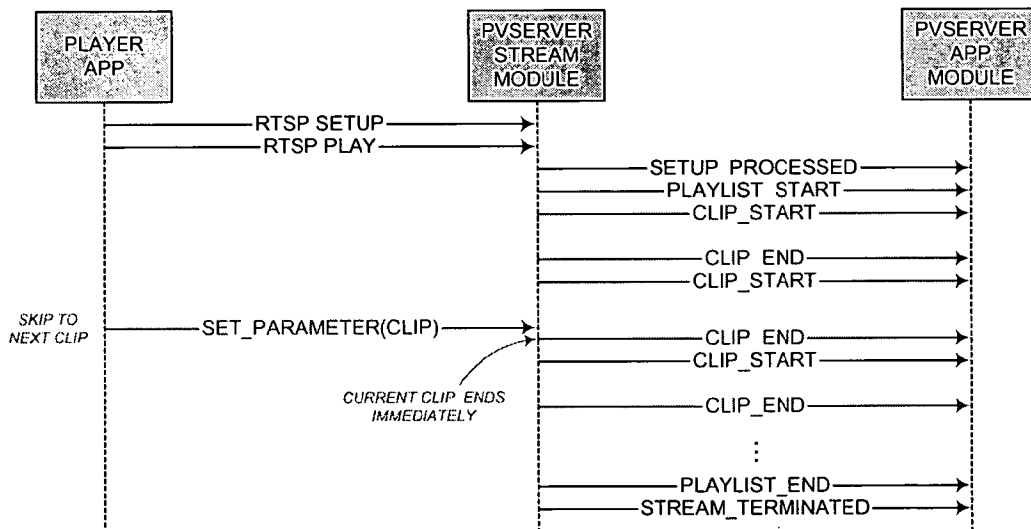 PLAYER
APP
PVSERVER
STREAM
MODULE
PVSERVER
APP
MODULE
RTSP SETUP
RTSP PLAY
SETUP PROCESSED
PLAYLIST START
CLIP_START
CLIP END
CLIP_START
SKIP TO
NEXT CLIP
SET_PARAMETER(CLIP)
CLIP END
CLIP_START
CURRENT CLIP ENDS
IMMEDIATELY
CLIP_END
PLAYLIST_END
STREAM_TERMINATED